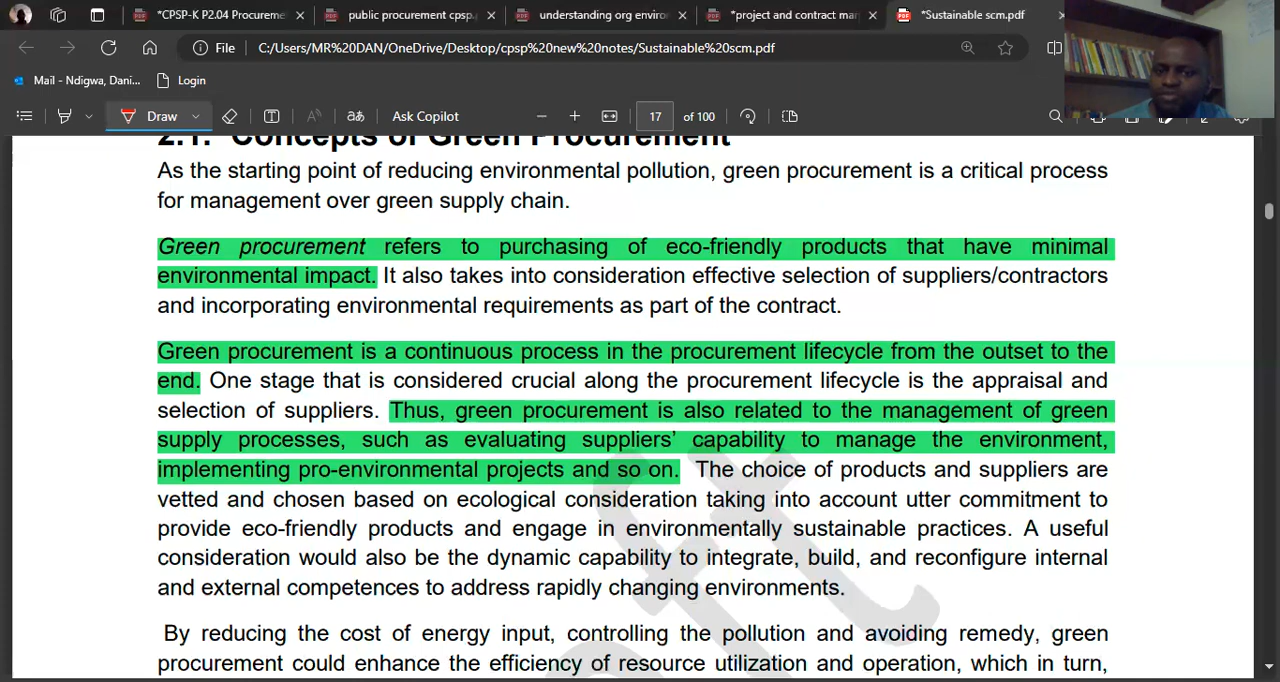 *CPSP-K P2.04 Procureme
public procurement cpsp.
understanding org enviro
*project and contract mar
*Sustainable scm.pdf
File
C:/Users/MR%20DAN/OneDrive/Desktop/cpsp%20new%20notes/Sustainable%20scm.pdf
Mail - Ndigwa, Dani...
Login
Draw
Ask Copilot
17
of 100
2.1. Concepts of Green Procurement
As the starting point of reducing environmental pollution, green procurement is a critical process
for management over green supply chain.
Green procurement refers to purchasing of eco-friendly products that have minimal
environmental impact. It also takes into consideration effective selection of suppliers/contractors
and incorporating environmental requirements as part of the contract.
Green procurement is a continuous process in the procurement lifecycle from the outset to the
end. One stage that is considered crucial along the procurement lifecycle is the appraisal and
selection of suppliers. Thus, green procurement is also related to the management of green
supply processes, such as evaluating suppliers' capability to manage the environment,
implementing pro-environmental projects and so on. The choice of products and suppliers are
vetted and chosen based on ecological consideration taking into account utter commitment to
provide eco-friendly products and engage in environmentally sustainable practices. A useful
consideration would also be the dynamic capability to integrate, build, and reconfigure internal
and external competences to address rapidly changing environments.
By reducing the cost of energy input, controlling the pollution and avoiding remedy, green
procurement could enhance the efficiency of resource utilization and operation, which in turn,